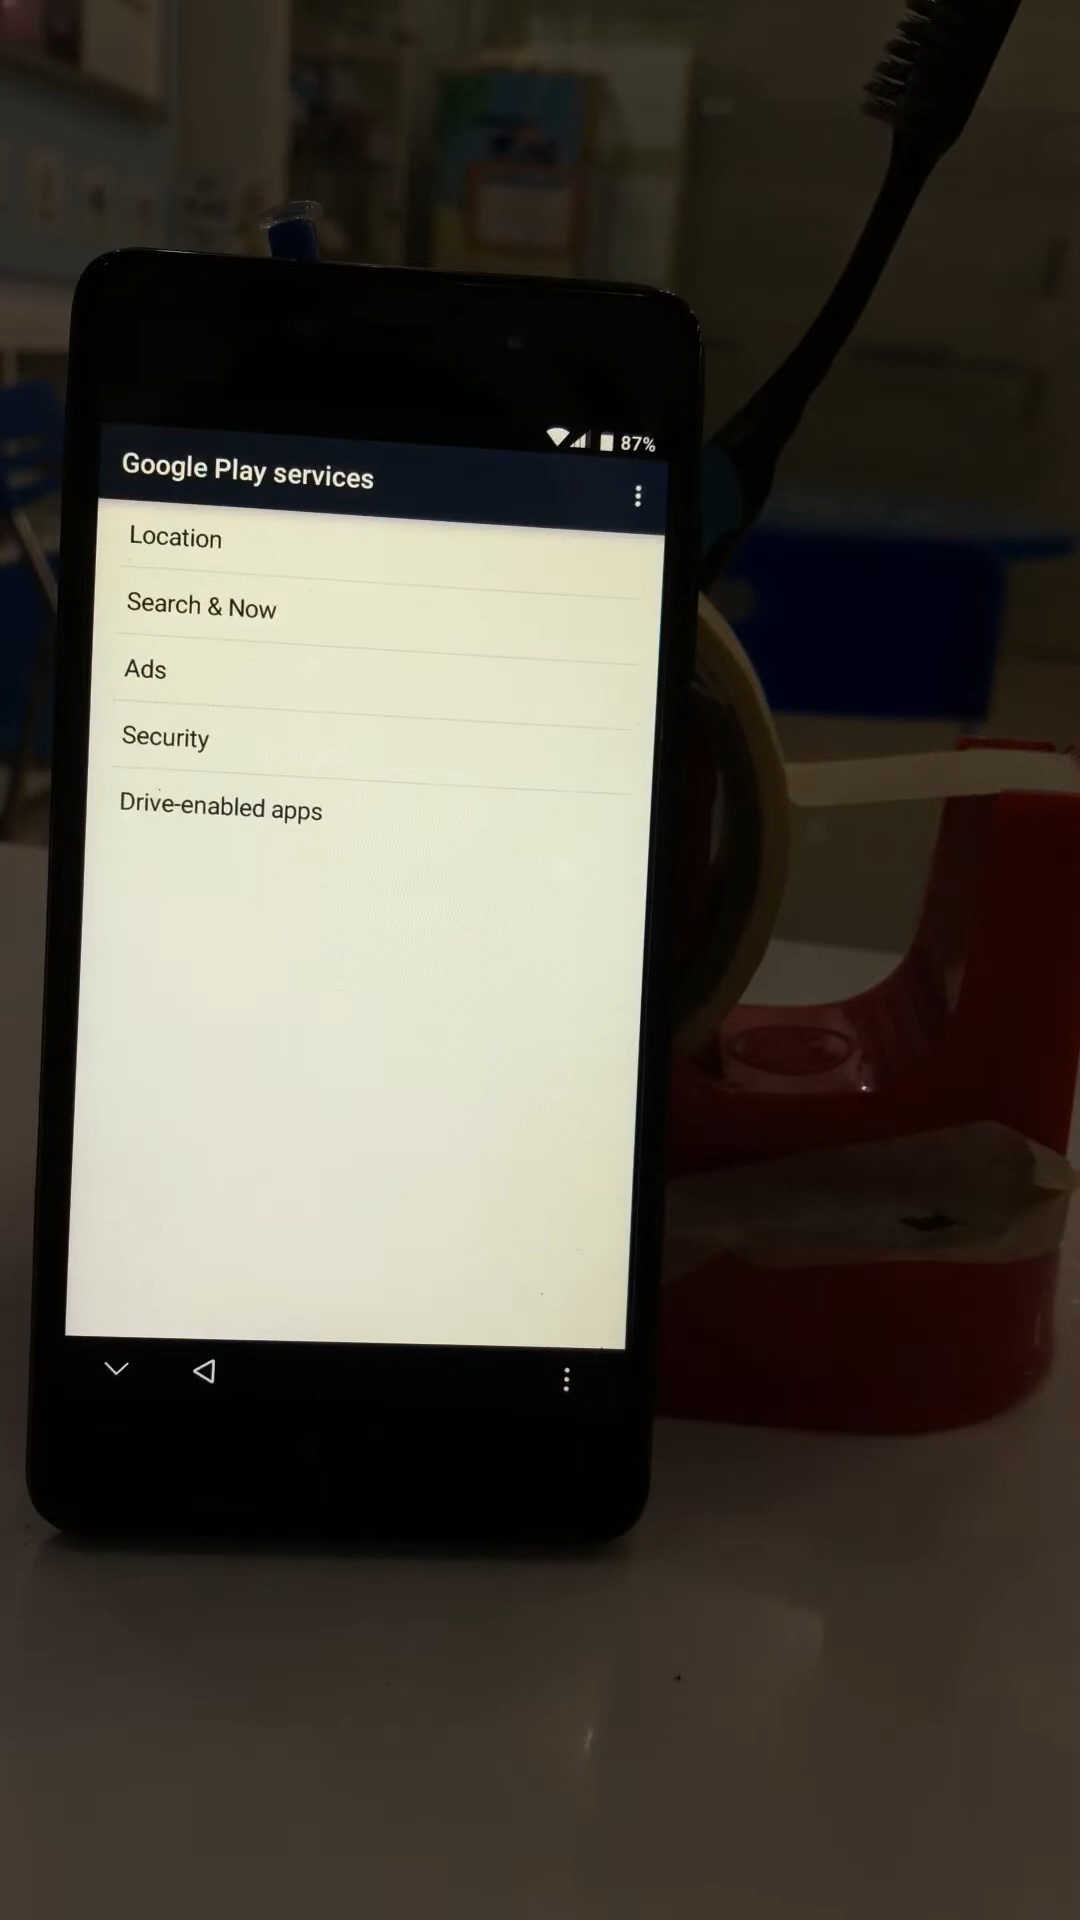 87%
Google Play services
Location
Search & Now
Ads
Security
Drive-enabled apps